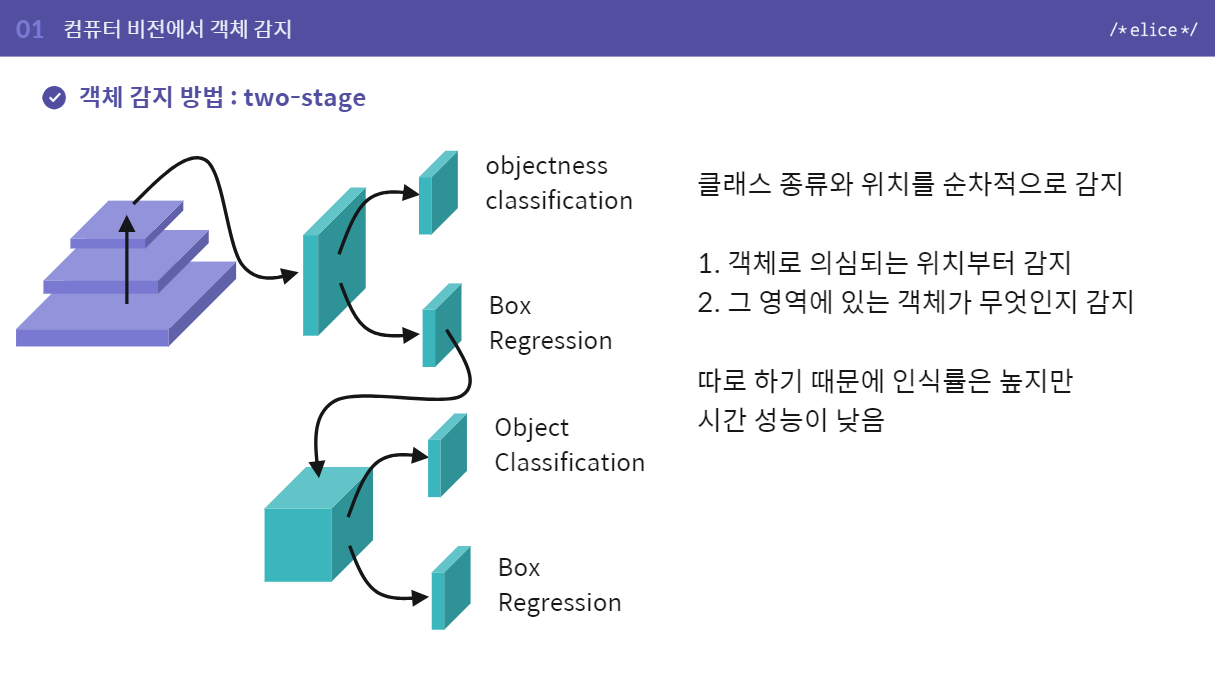 01 컴퓨터 비전에서 객체 감지
/*elice*/
객체 감지 방법 : two-stage
objectness
classification
Box
Regression
Object
Classification
Box
Regression
클래스 종류와 위치를 순차적으로 감지
1. 객체로 의심되는 위치부터 감지
2. 그 영역에 있는 객체가 무엇인지 감지
따로 하기 때문에 인식률은 높지만
시간 성능이 낮음